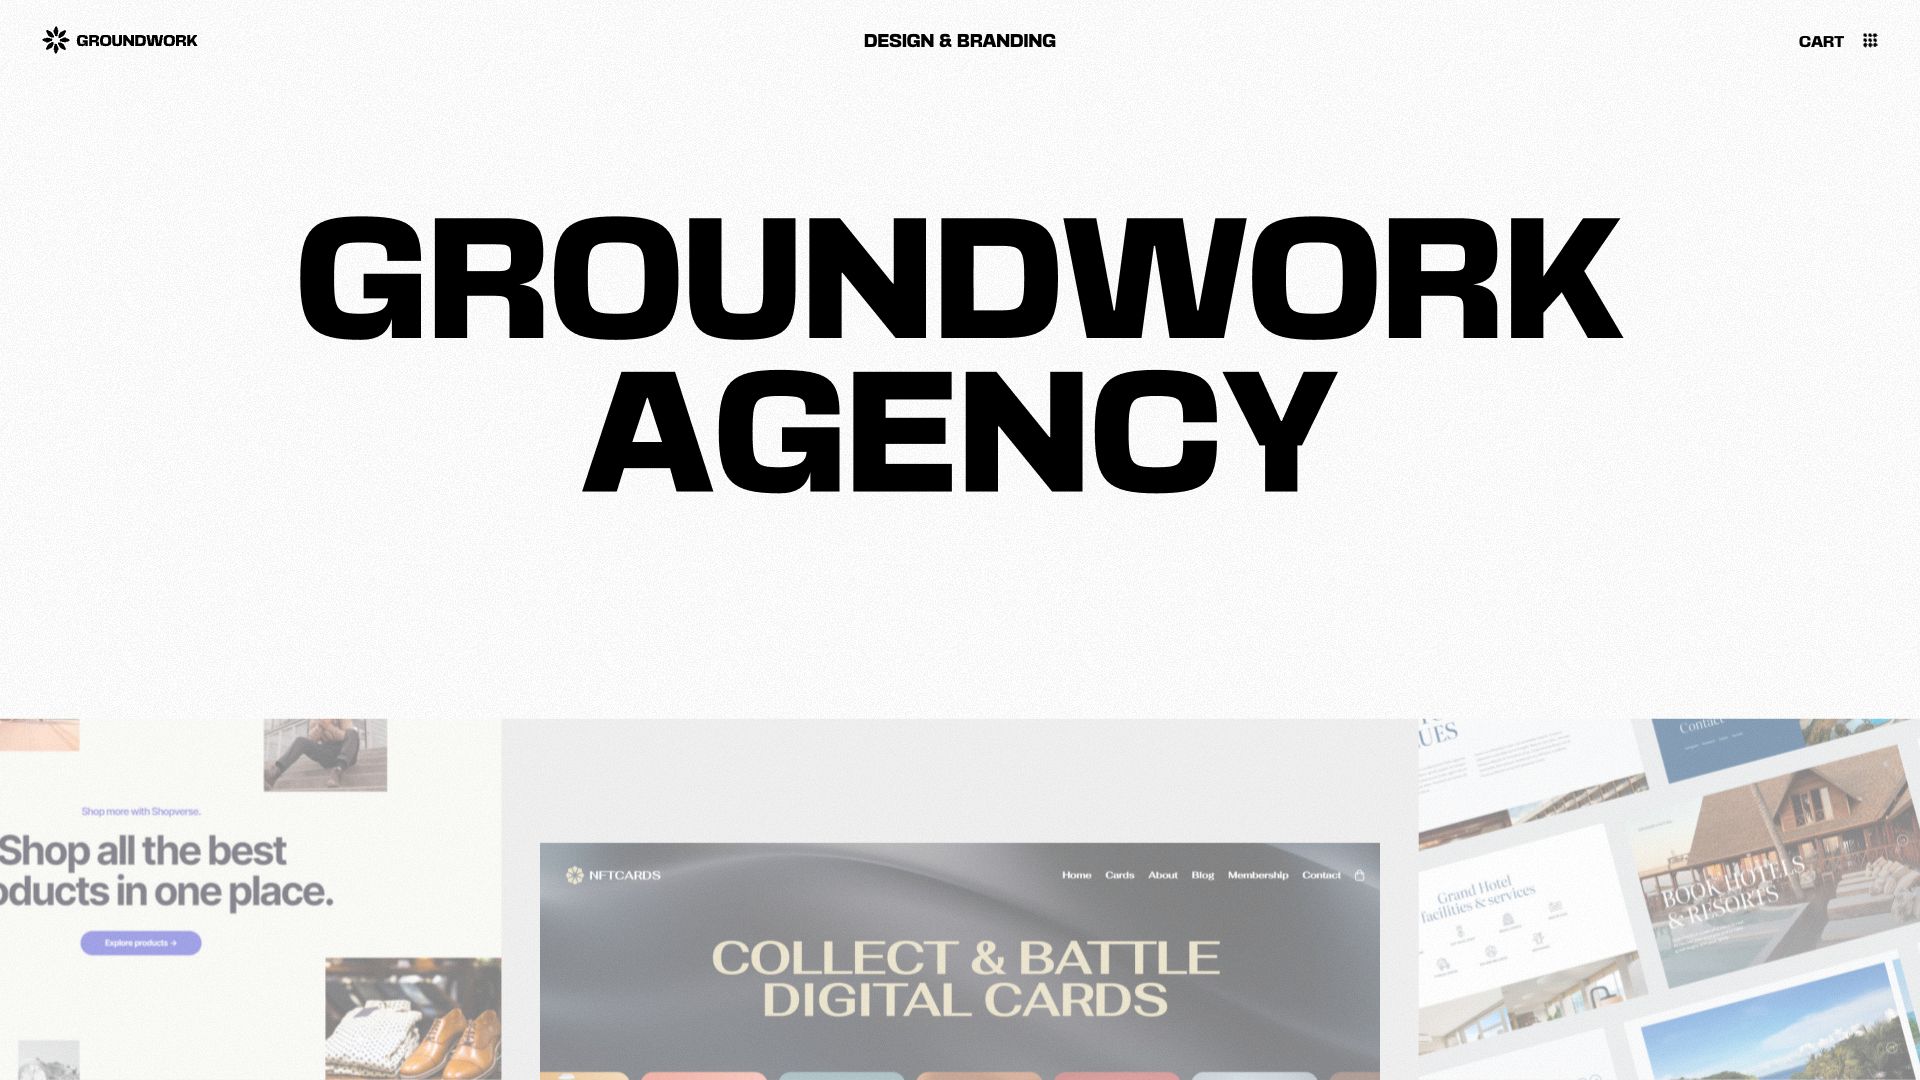 GROUNDWORK
DESIGN & BRANDING
CART
GROUNDWORK
AGENCY
Shop more with Shopverse.
Shop all the best
oducts in one place.
Explore products →
NFTCARDS
Home Cards About Blog Membership Contact
COLLECT & BATTLE
DIGITAL CARDS
UES
Contact
Grand Hotel
facilities & services
BOOK HOTELS
& RESORTS